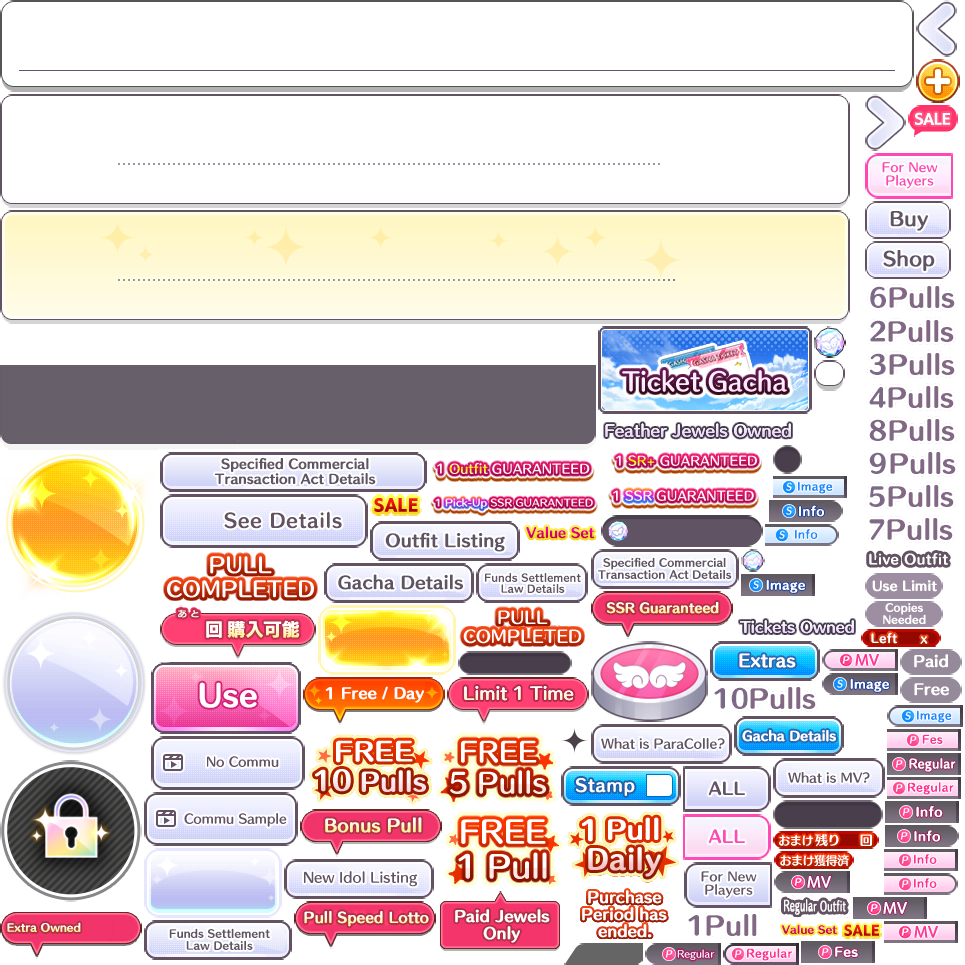 SALE
For New
Players
Buy
Shop
6Pulls
2Pulls
3Pulls
4Pulls
8Pulls
9Pulls
5Pulls
7Pulls
Ticket Gacha
Feather Jewels Owned
Specified Commercial
Transaction Act Details
1 Outfit GUARANTEED
1 SR+ GUARANTEED
S Image
See Details
SALE
1 Pick-Up SSR GUARANTEED
1 SSR GUARANTEED
S Info
Outfit Listing
Value Set
S Info
Live Outfit
PULL
COMPLETED
Gacha Details
Funds Settlement
Law Details
Specified Commercial
Transaction Act Details
S Image
Use Limit
あと
回 購入可能
PULL
COMPLETED
SSR Guaranteed
Tickets Owned
Copies
Needed
Left x
Use
1 Free / Day
Limit 1 Time
Extras
P MV
Paid
S Image
Free
10Pulls
No Commu
FREE
10 Pulls
FREE
5 Pulls
What is ParaColle?
Gacha Details
S Image
P Fes
P Regular
Stamp
ALL
What is MV?
P Regular
Commu Sample
Bonus Pull
FREE
1 Pull
1 Pull
Daily
ALL
P Info
おまけ残り 回
P Info
おまけ獲得済
P Info
New Idol Listing
For New
Players
P MV
P Info
Purchase
Period has
ended.
Regular Outfit
P MV
Extra Owned
Pull Speed Lotto
Paid Jewels
Only
1Pull
Value Set
SALE
P MV
Funds Settlement
Law Details
P Regular
P Regular
P Fes